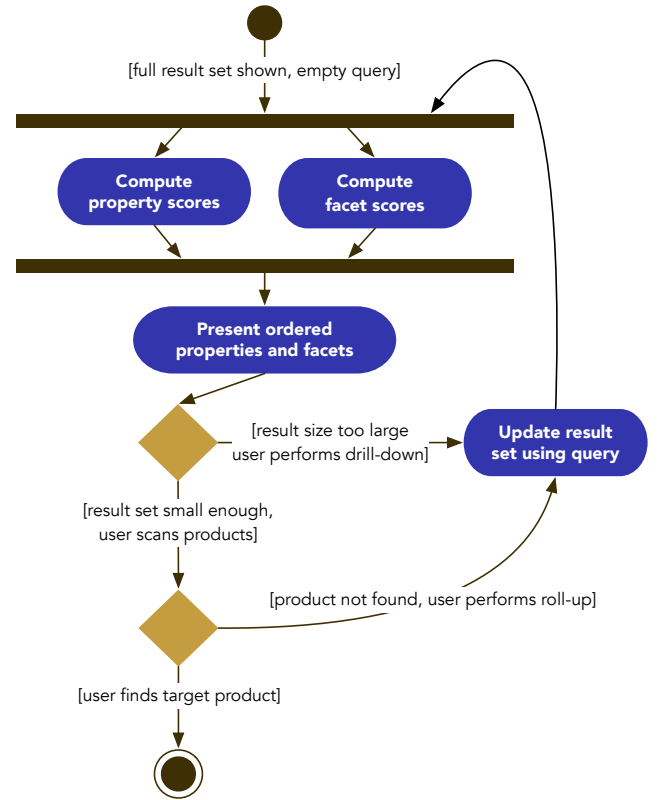 [full result set shown, empty query]
Compute
property scores
Compute
facet scores
Present ordered
properties and facets
[result size too large
user performs drill-down]
Update result
set using query
[result set small enough,
user scans products]
[product not found, user performs roll-up]
[user finds target product]